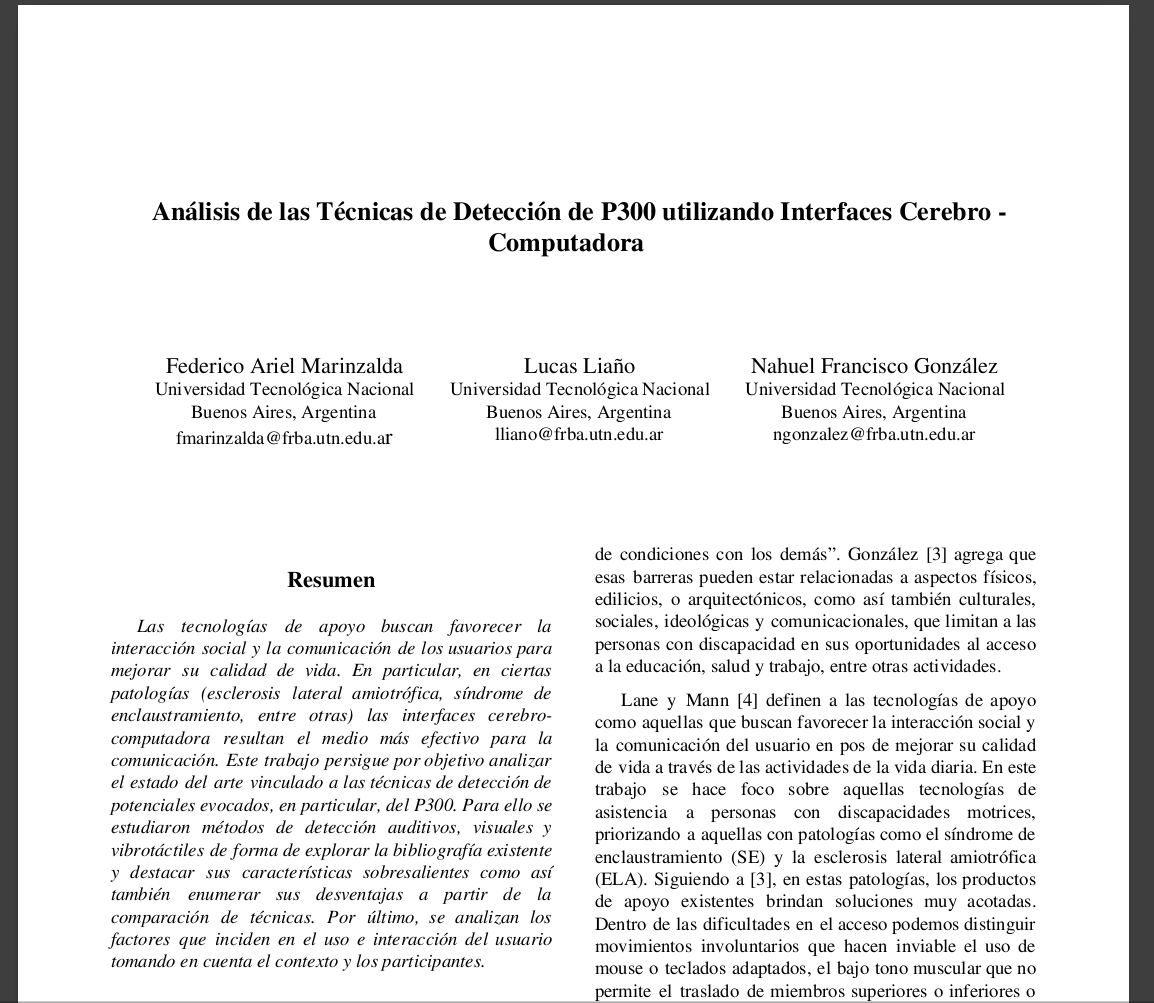 Análisis de las Técnicas de Detección de P300 utilizando Interfaces Cerebro -
Computadora
Federico Ariel Marinzalda
Universidad Tecnológica Nacional
Buenos Aires, Argentina
fmarinzalda@frba.utn.edu.ar
Lucas Liaño
Universidad Tecnológica Nacional
Buenos Aires, Argentina
lliano@frba.utn.edu.ar
Nahuel Francisco González
Universidad Tecnológica Nacional
Buenos Aires, Argentina
ngonzalez@frba.utn.edu.ar
Resumen
Las tecnologías de apoyo buscan favorecer la
interacción social y la comunicación de los usuarios para
mejorar su calidad de vida. En particular, en ciertas
patologías (esclerosis lateral amiotrófica, síndrome de
enclaustramiento, entre otras) las interfaces cerebro-
computadora resultan el medio más efectivo para la
comunicación. Este trabajo persigue por objetivo analizar
el estado del arte vinculado a las técnicas de detección de
potenciales evocados, en particular, del P300. Para ello se
estudiaron métodos de detección auditivos, visuales y
vibrotáctiles de forma de explorar la bibliografía existente
y destacar sus características sobresalientes como así
también enumerar sus desventajas a partir de la
comparación de técnicas. Por último, se analizan los
factores que inciden en el uso e interacción del usuario
tomando en cuenta el contexto y los participantes.
de condiciones con los demás”. González [3] agrega que
esas barreras pueden estar relacionadas a aspectos físicos,
edilicios, o arquitectónicos, como así también culturales,
sociales, ideológicas y comunicacionales, que limitan a las
personas con discapacidad en sus oportunidades al acceso
a la educación, salud y trabajo, entre otras actividades.
Lane y Mann [4] definen a las tecnologías de apoyo
como aquellas que buscan favorecer la interacción social y
la comunicación del usuario en pos de mejorar su calidad
de vida a través de las actividades de la vida diaria. En este
trabajo se hace foco sobre aquellas tecnologías de
asistencia a personas con discapacidades motrices,
priorizando a aquellas con patologías como el síndrome de
enclaustramiento (SE) y la esclerosis lateral amiotrófica
(ELA). Siguiendo a [3], en estas patologías, los productos
de apoyo existentes brindan soluciones muy acotadas.
Dentro de las dificultades en el acceso podemos distinguir
movimientos involuntarios que hacen inviable el uso de
mouse o teclados adaptados, el bajo tono muscular que no
permite el traslado de miembros superiores o inferiores o